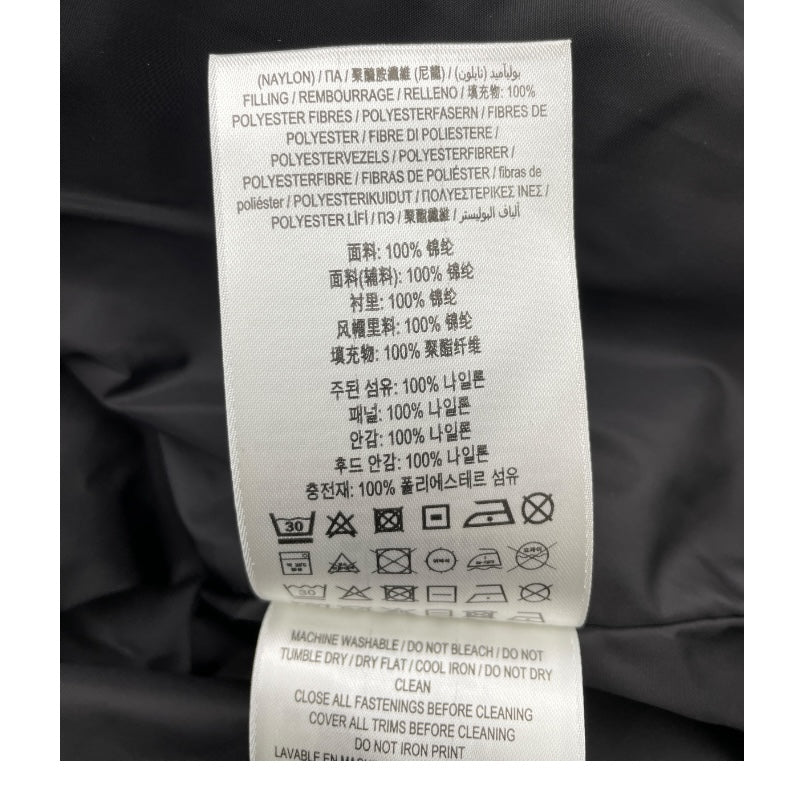 (NAYLON) / ПА / 聚醯胺纖維 (尼龍) / بولياميد (نايلون)
FILLING / REMBOURRAGE / RELLENO / 填充物: 100%
POLYESTER FIBRES / POLYESTERFASERN / FIBRES DE
POLYESTER / FIBRE DI POLIESTERE /
POLYESTERVEZELS / POLYESTERFIBRER /
POLYESTERFIBRE / FIBRAS DE POLIÉSTER / fibras de
poliéster / POLYESTERIKUIDUT / ΠΟΛΥΕΣΤΕΡΙΚΕΣ ΙΝΕΣ /
POLYESTER LİFİ / ПЭ / 聚酯纖維 / ألياف البوليستر
面料: 100% 锦纶
面料(辅料): 100% 锦纶
衬里: 100% 锦纶
风帽里料: 100% 锦纶
填充物: 100% 聚酯纤维
주된 섬유: 100% 나일론
패널: 100% 나일론
안감: 100% 나일론
후드 안감: 100% 나일론
충전재: 100% 폴리에스테르 섬유
30
30
MACHINE WASHABLE / DO NOT BLEACH / DO NOT
TUMBLE DRY / DRY FLAT / COOL IRON / DO NOT DRY
CLEAN
CLOSE ALL FASTENINGS BEFORE CLEANING
COVER ALL TRIMS BEFORE CLEANING
DO NOT IRON PRINT
LAVABLE EN